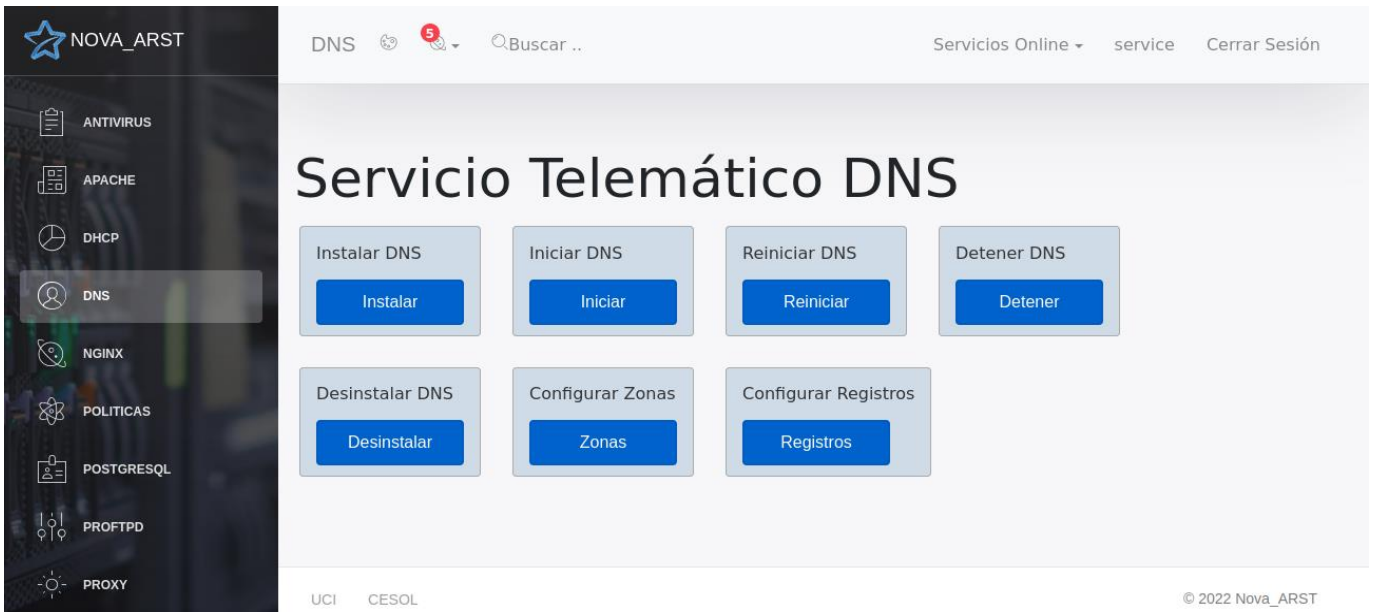 NOVA_ARST
ANTIVIRUS
APACHE
DHCP
DNS
NGINX
POLITICAS
POSTGRESQL
PROFTPD
PROXY
DNS 5 Buscar .. Servicios Online service Cerrar Sesión
Servicio Telemático DNS
Instalar DNS
Instalar
Iniciar DNS
Iniciar
Reiniciar DNS
Reiniciar
Detener DNS
Detener
Desinstalar DNS
Desinstalar
Configurar Zonas
Zonas
Configurar Registros
Registros
UCI CESOL © 2022 Nova_ARST